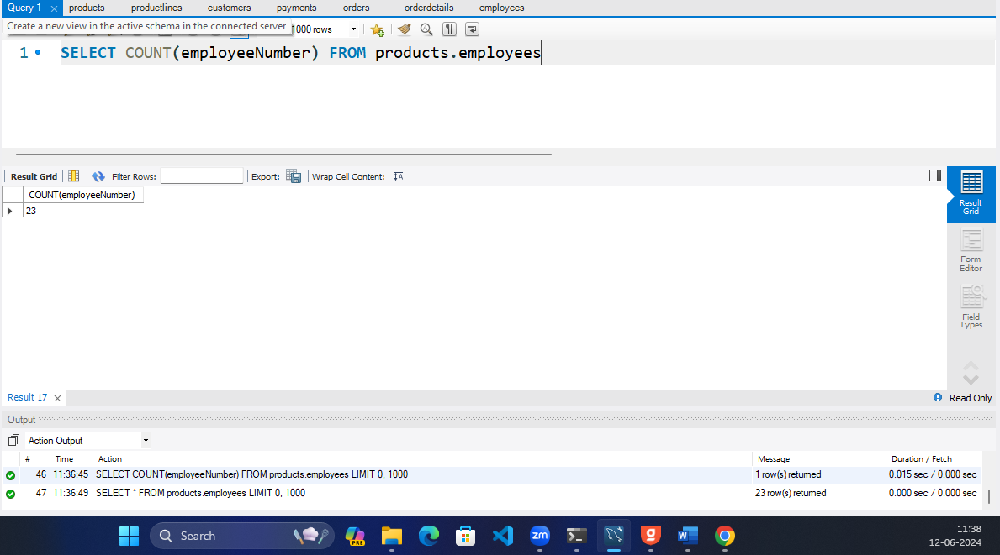 Query 1 products productlines customers payments orders orderdetails employees
Create a new view in the active schema in the connected server 1000 rows
1 SELECT COUNT(employeeNumber) FROM products.employees
Result Grid Filter Rows: Export: Wrap Cell Content:
COUNT(employeeNumber)
23
Result
Grid
Form
Editor
Field
Types
Result 17 Read Only
Output
Action Output
# Time Action Message Duration / Fetch
46 11:36:45 SELECT COUNT(employeeNumber) FROM products.employees LIMIT 0, 1000 1 row(s) returned 0.015 sec / 0.000 sec
47 11:36:49 SELECT * FROM products.employees LIMIT 0, 1000 23 row(s) returned 0.000 sec / 0.000 sec
Search PRE zm g W 11:38
12-06-2024